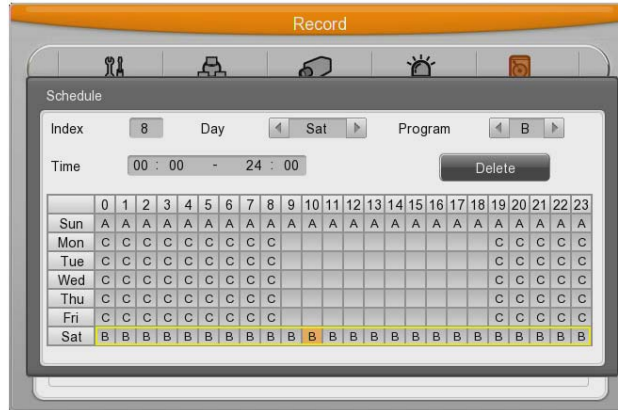 Record
Schedule
Index 8 Day Sat Program B
Time 00 : 00 - 24 : 00 Delete
0 1 2 3 4 5 6 7 8 9 10 11 12 13 14 15 16 17 18 19 20 21 22 23
Sun A A A A A A A A A A A A A A A A A A A A A A A A
Mon C C C C C C C C C C C C C C
Tue C C C C C C C C C C C C C C
Wed C C C C C C C C C C C C C C
Thu C C C C C C C C C C C C C C
Fri C C C C C C C C C C C C C C
Sat B B B B B B B B B B B B B B B B B B B B B B B B